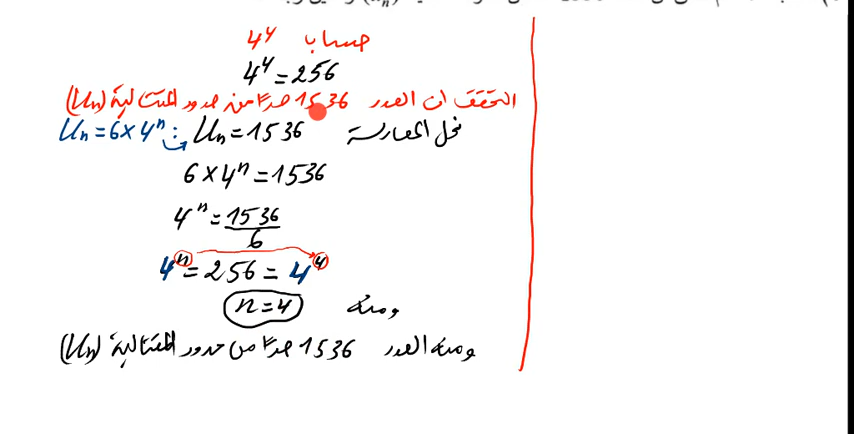 حساب 4⁴
4⁴ = 256
التحقق ان العدد 1536 حدًا من حدود المتتالية (Uₙ)
نحل المعادلة Uₙ = 1536 : Uₙ = 6 × 4ⁿ
6 × 4ⁿ = 1536
4ⁿ = 1536/6
4ⁿ = 256 = 4⁴
ومنه n = 4
ومنه العدد 1536 حدًا من حدود المتتالية (Uₙ)